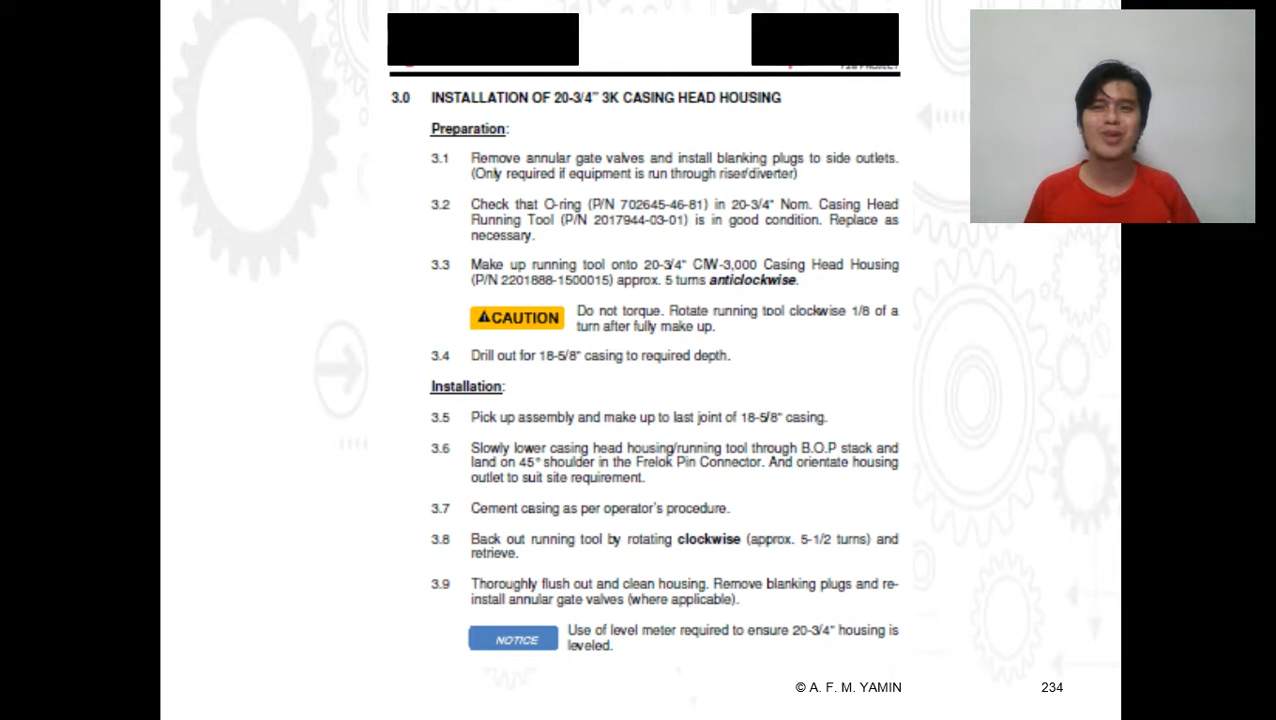 3.0 INSTALLATION OF 20-3/4" 3K CASING HEAD HOUSING
Preparation:
3.1 Remove annular gate valves and install blanking plugs to side outlets.
(Only required if equipment is run through riser/diverter)
3.2 Check that O-ring (P/N 702645-46-81) in 20-3/4" Nom. Casing Head
Running Tool (P/N 2017944-03-01) is in good condition. Replace as
necessary.
3.3 Make up running tool onto 20-3/4" CIW-3,000 Casing Head Housing
(P/N 2201888-1500015) approx. 5 turns anticlockwise.
CAUTION Do not torque. Rotate running tool clockwise 1/8 of a
turn after fully make up.
3.4 Drill out for 18-5/8" casing to required depth.
Installation:
3.5 Pick up assembly and make up to last joint of 18-5/8" casing.
3.6 Slowly lower casing head housing/running tool through B.O.P stack and
land on 45° shoulder in the Frelok Pin Connector. And orientate housing
outlet to suit site requirement.
3.7 Cement casing as per operator's procedure.
3.8 Back out running tool by rotating clockwise (approx. 5-1/2 turns) and
retrieve.
3.9 Thoroughly flush out and clean housing. Remove blanking plugs and re-
install annular gate valves (where applicable).
NOTICE Use of level meter required to ensure 20-3/4" housing is
leveled.
© A. F. M. YAMIN 234